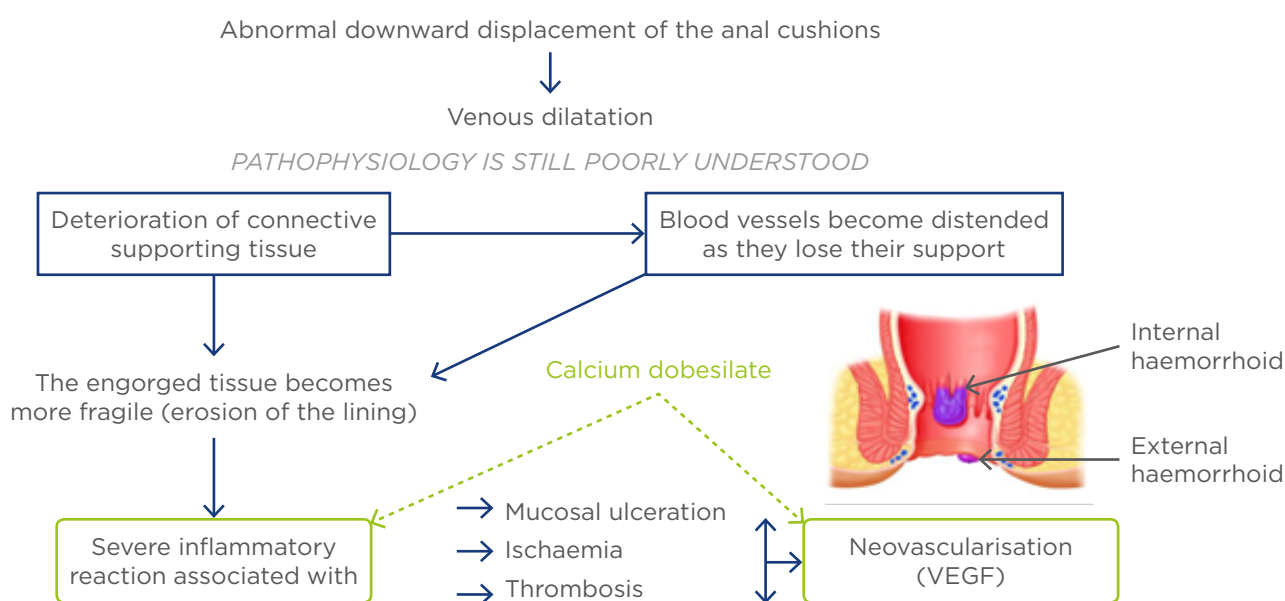 Abnormal downward displacement of the anal cushions
Venous dilatation
PATHOPHYSIOLOGY IS STILL POORLY UNDERSTOOD
Deterioration of connective
supporting tissue
Blood vessels become distended
as they lose their support
Internal
haemorrhoid
The engorged tissue becomes
more fragile (erosion of the lining)
Calcium dobesilate
External
haemorrhoid
Severe inflammatory
reaction associated with
Mucosal ulceration
Ischaemia
Thrombosis
Neovascularisation
(VEGF)